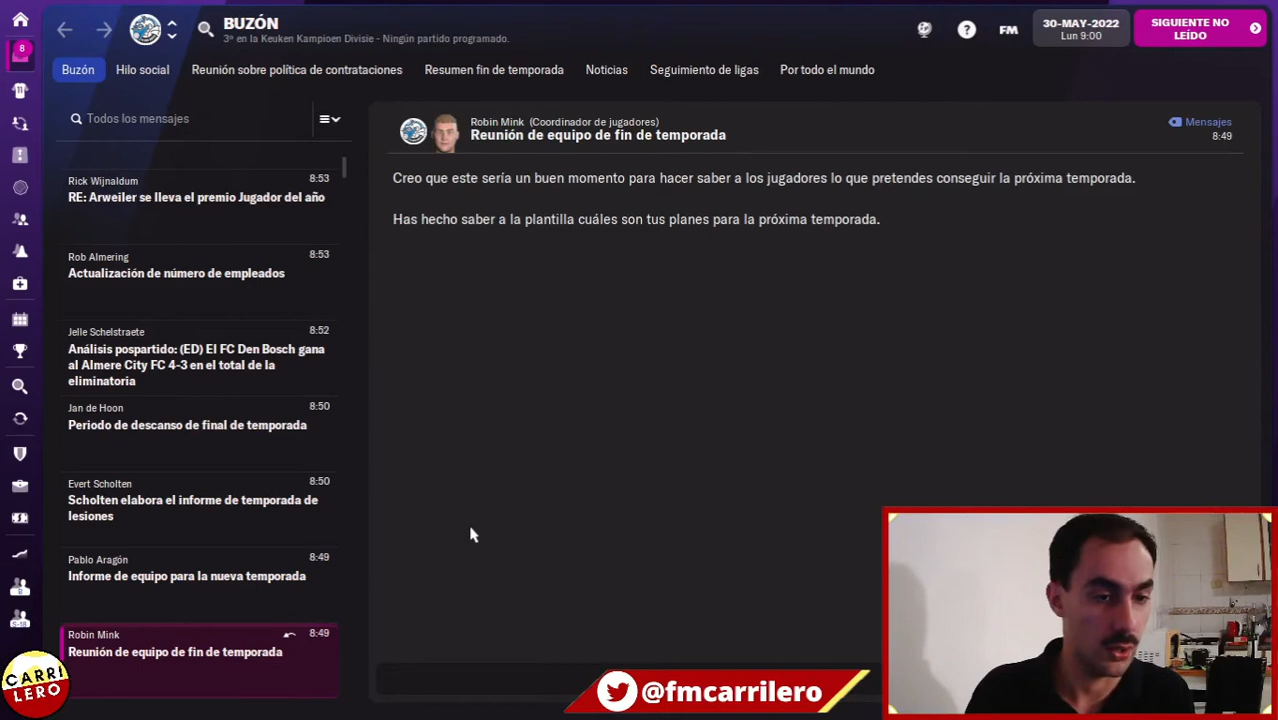 BUZÓN
3ª en la Keuken Kampioen Divisie - Ningún partido programado.
FM
30-MAY-2022
Lun 9:00
SIGUIENTE NO
LEÍDO
8
Buzón
Hilo social
Reunión sobre política de contrataciones
Resumen fin de temporada
Noticias
Seguimiento de ligas
Por todo el mundo
Todos los mensajes
Rick Wijnaldum
8:53
RE: Arweiler se lleva el premio Jugador del año
Rob Almering
8:53
Actualización de número de empleados
Jelle Schelstraete
8:52
Análisis pospartido: (ED) El FC Den Bosch gana
al Almere City FC 4-3 en el total de la
eliminatoria
Jan de Hoon
8:50
Periodo de descanso de final de temporada
Evert Scholten
8:50
Scholten elabora el informe de temporada de
lesiones
Pablo Aragón
8:49
Informe de equipo para la nueva temporada
Robin Mink
8:49
Reunión de equipo de fin de temporada
Robin Mink (Coordinador de jugadores)
Reunión de equipo de fin de temporada
Mensajes
8:49
Creo que este sería un buen momento para hacer saber a los jugadores lo que pretendes conseguir la próxima temporada.
Has hecho saber a la plantilla cuáles son tus planes para la próxima temporada.
CARRI
LERO
@fmcarrilero